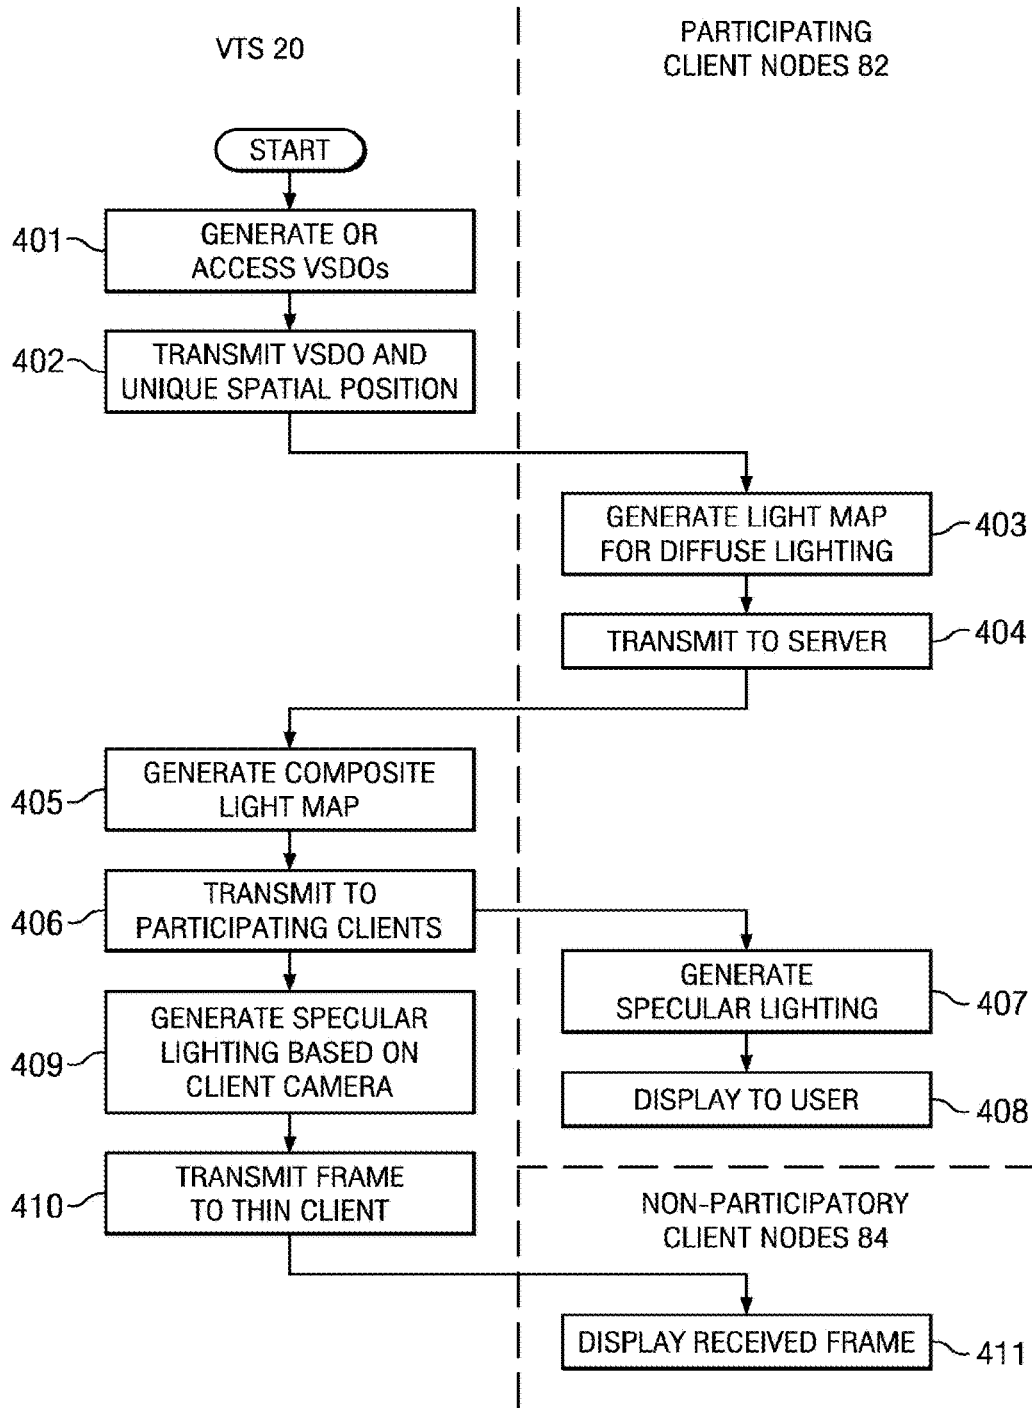 VTS 20
PARTICIPATING
CLIENT NODES 82
START
401
GENERATE OR
ACCESS VSDOs
402
TRANSMIT VSDO AND
UNIQUE SPATIAL POSITION
GENERATE LIGHT MAP
FOR DIFFUSE LIGHTING
403
TRANSMIT TO SERVER
404
405
GENERATE COMPOSITE
LIGHT MAP
406
TRANSMIT TO
PARTICIPATING CLIENTS
GENERATE
SPECULAR LIGHTING
407
409
GENERATE SPECULAR
LIGHTING BASED ON
CLIENT CAMERA
DISPLAY TO USER
408
410
TRANSMIT FRAME
TO THIN CLIENT
NON-PARTICIPATORY
CLIENT NODES 84
DISPLAY RECEIVED FRAME
411